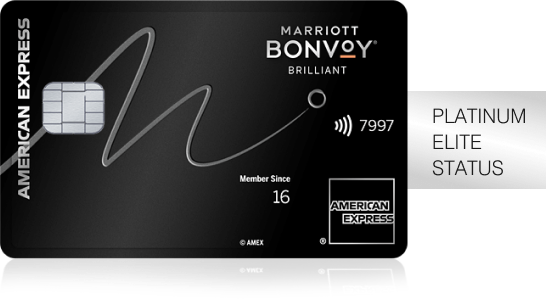 AMERICAN EXPRESS
MARRIOTT
BONVOY®
BRILLIANT
7997
Member Since
16
AMERICAN
EXPRESS
®
© AMEX
PLATINUM
ELITE
STATUS